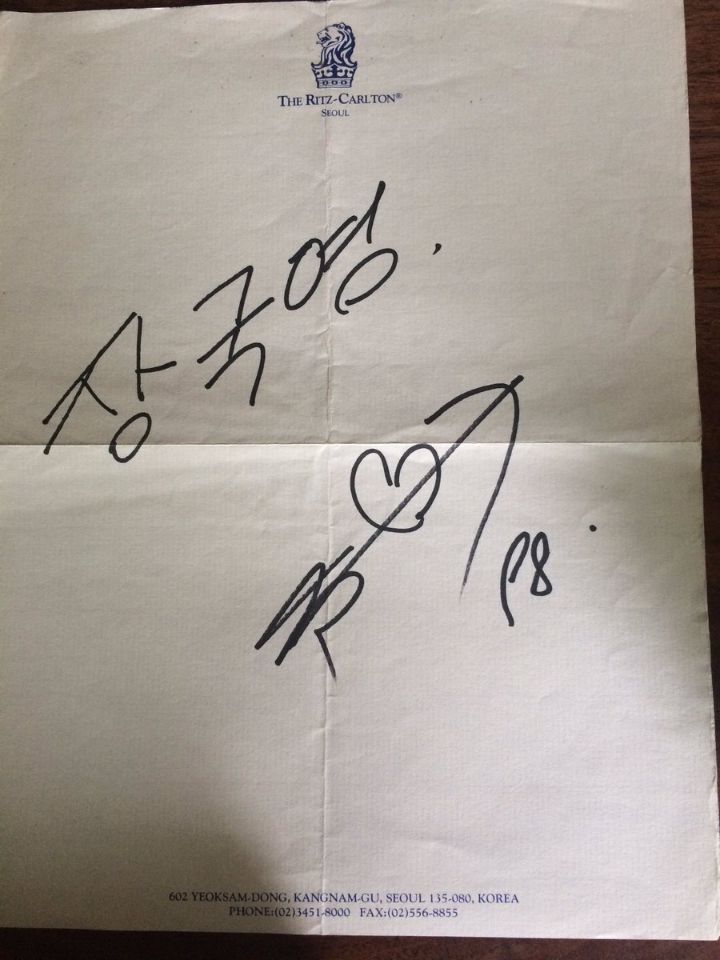 THE RITZ-CARLTON®
SEOUL
장국영.
P8.
602 YEOKSAM-DONG, KANGNAM-GU, SEOUL 135-080, KOREA
PHONE:(02)3451-8000 FAX:(02)556-8855